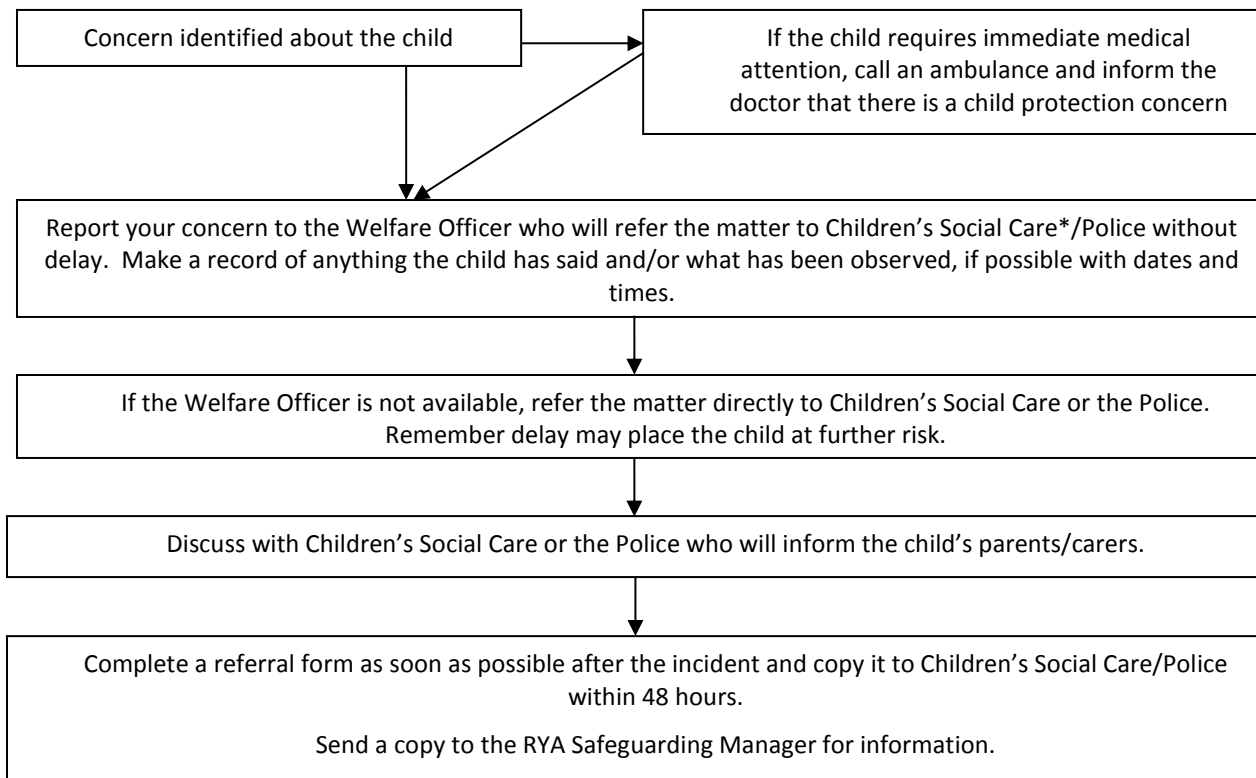 Concern identified about the child
If the child requires immediate medical
attention, call an ambulance and inform the
doctor that there is a child protection concern
Report your concern to the Welfare Officer who will refer the matter to Children’s Social Care*/Police without
delay.  Make a record of anything the child has said and/or what has been observed, if possible with dates and
times.
If the Welfare Officer is not available, refer the matter directly to Children’s Social Care or the Police.
Remember delay may place the child at further risk.
Discuss with Children’s Social Care or the Police who will inform the child’s parents/carers.
Complete a referral form as soon as possible after the incident and copy it to Children’s Social Care/Police
within 48 hours.
Send a copy to the RYA Safeguarding Manager for information.